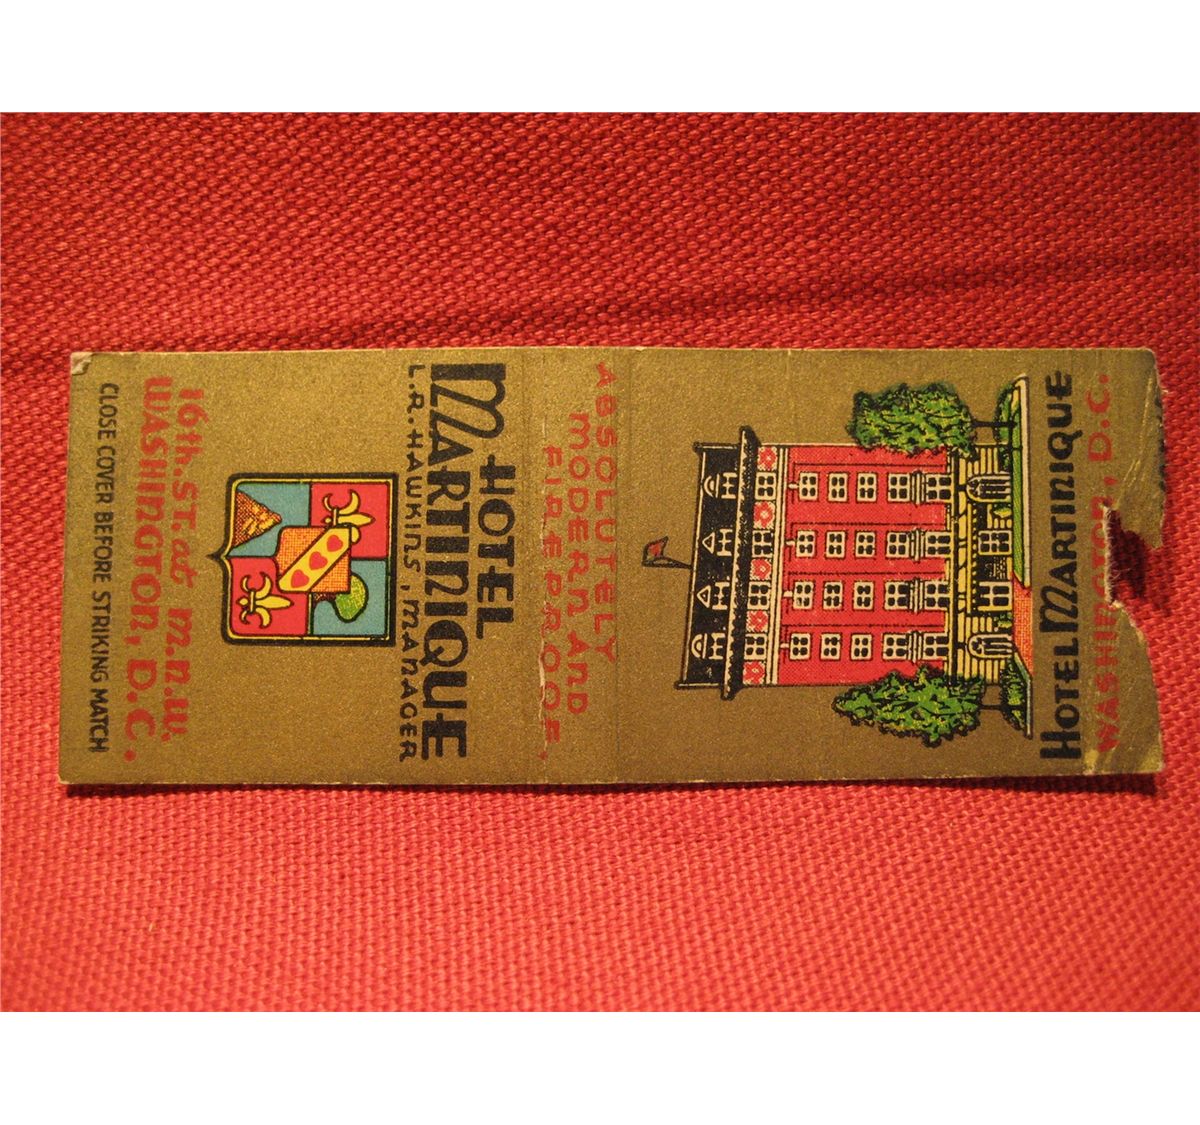 HOTEL MARTINIQUE
WASHINGTON, D.C.
ABSOLUTELY
MODERN AND
FIREPROOF.
HOTEL
MARTINIQUE
L.R. HAWKINS, MANAGER
16th. ST. at M. N.W.
WASHINGTON, D.C.
CLOSE COVER BEFORE STRIKING MATCH